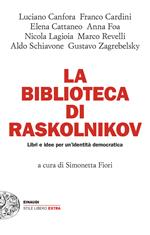 Luciano Canfora Franco Cardini
Elena Cattaneo Anna Foa
Nicola Lagioia Marco Revelli
Aldo Schiavone Gustavo Zagrebelsky
LA
BIBLIOTECA
DI
RASKOLNIKOV
Libri e idee per un'identità democratica
a cura di Simonetta Fiori
EINAUDI
STILE LIBERO EXTRA